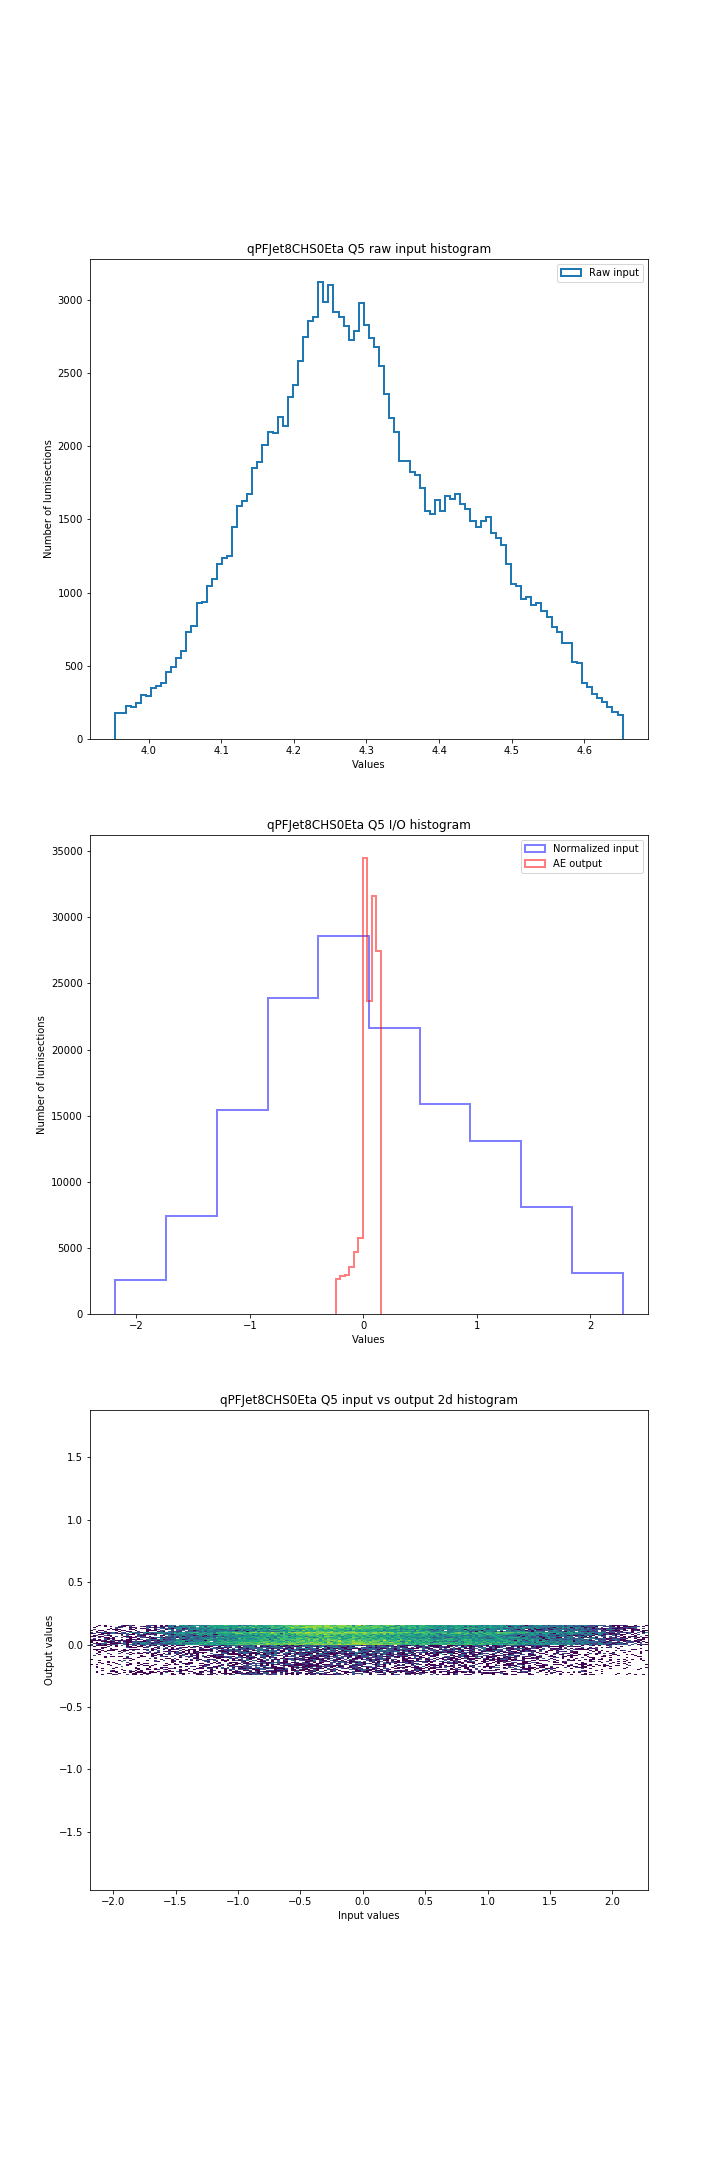 qPFJet8CHS0Eta Q5 raw input histogram
Raw input
3000
2500
2000
1500
1000
500
0
Number of lumisections
4.0 4.1 4.2 4.3 4.4 4.5 4.6
Values
qPFJet8CHS0Eta Q5 I/O histogram
Normalized input
AE output
35000
30000
25000
20000
15000
10000
5000
0
Number of lumisections
−2 −1 0 1 2
Values
qPFJet8CHS0Eta Q5 input vs output 2d histogram
1.5
1.0
0.5
0.0
−0.5
−1.0
−1.5
Output values
−2.0 −1.5 −1.0 −0.5 0.0 0.5 1.0 1.5 2.0
Input values